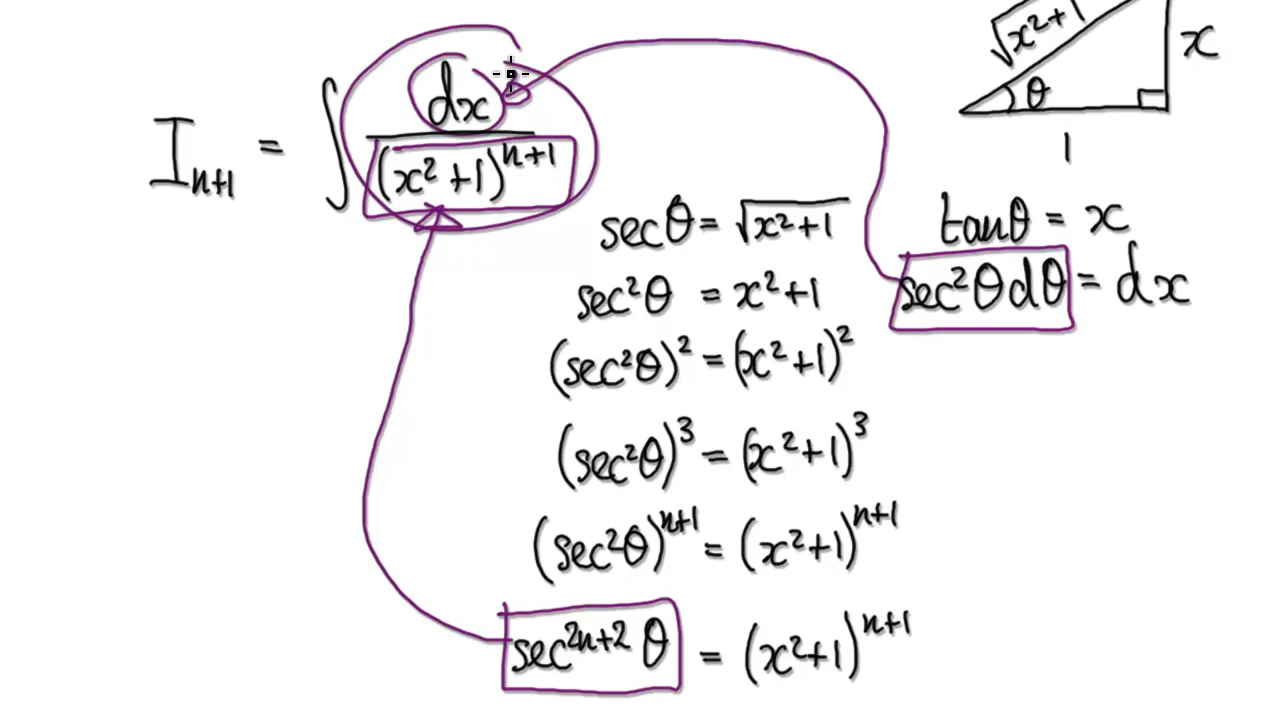 I_{n+1} = ∫ dx / (x² + 1)^{n+1}
√x²+1
x
θ
1
secθ = √x²+1
tanθ = x
sec²θ = x²+1
sec²θ dθ = dx
(sec²θ)² = (x²+1)²
(sec²θ)³ = (x²+1)³
(sec²θ)^{n+1} = (x²+1)^{n+1}
sec^{2n+2} θ = (x²+1)^{n+1}